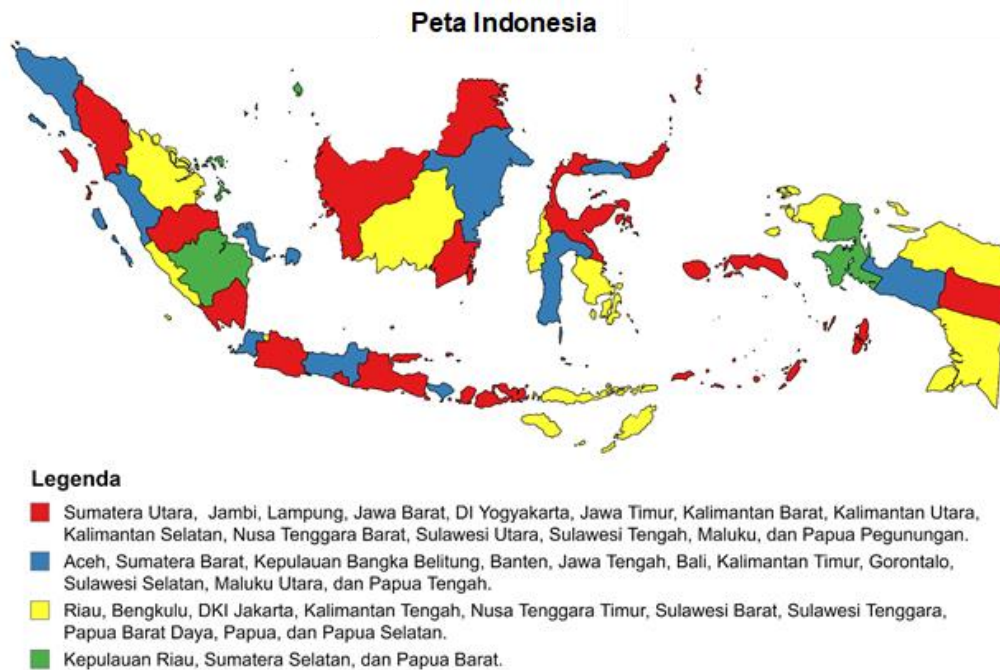 Peta Indonesia
Legenda
Sumatera Utara, Jambi, Lampung, Jawa Barat, DI Yogyakarta, Jawa Timur, Kalimantan Barat, Kalimantan Utara,
Kalimantan Selatan, Nusa Tenggara Barat, Sulawesi Utara, Sulawesi Tengah, Maluku, dan Papua Pegunungan.
Aceh, Sumatera Barat, Kepulauan Bangka Belitung, Banten, Jawa Tengah, Bali, Kalimantan Timur, Gorontalo,
Sulawesi Selatan, Maluku Utara, dan Papua Tengah.
Riau, Bengkulu, DKI Jakarta, Kalimantan Tengah, Nusa Tenggara Timur, Sulawesi Barat, Sulawesi Tenggara,
Papua Barat Daya, Papua, dan Papua Selatan.
Kepulauan Riau, Sumatera Selatan, dan Papua Barat.